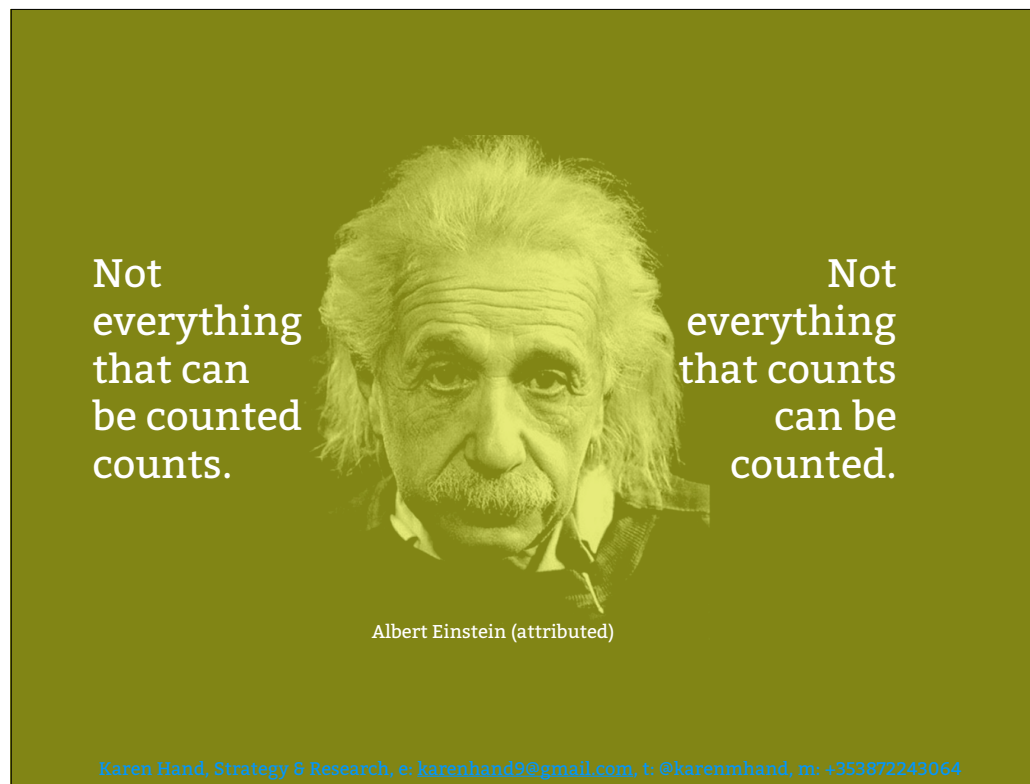 Not
everything
that can
be counted
counts.
Not
everything
that counts
can be
counted.
Albert Einstein (attributed)
Karen Hand, Strategy & Research, e: karenhand9@gmail.com, t: @karenmhand, m: +353872243064